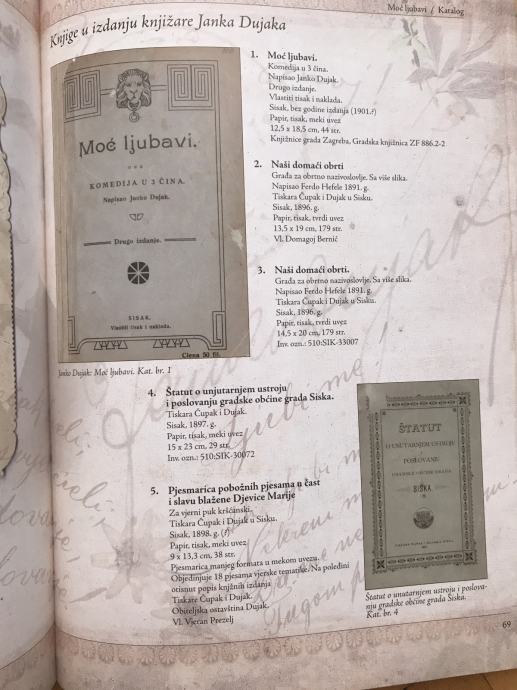 Moć ljubavi / Katalog
Knjige u izdanju knjižare Janka Dujaka
Moć ljubavi.
KOMEDIJA U 3 ČINA.
Napisao Janko Dujak.
Drugo izdanje.
SISAK.
Vlastiti tisak i naklada.
Ciena 50 fil.
Janko Dujak: Moć ljubavi. Kat. br. 1
1. Moć ljubavi.
Komedija u 3 čina.
Napisao Janko Dujak.
Drugo izdanje.
Vlastiti tisak i naklada.
Sisak, bez godine izdanja (1901.?)
Papir, tisak, meki uvez
12,5 x 18,5 cm, 44 str.
Knjižnice grada Zagreba, Gradska knjižnica ZF 886.2-2
2. Naši domaći obrti
Građa za obrtno nazivoslovlje. Sa više slika.
Napisao Ferdo Hefele 1891. g.
Tiskara Čupak i Dujak u Sisku.
Sisak, 1896. g.
Papir, tisak, tvrdi uvez
13,5 x 19 cm, 179 str.
Vl. Domagoj Bernić
3. Naši domaći obrti.
Građa za obrtno nazivoslovlje. Sa više slika.
Napisao Ferdo Hefele 1891. g.
Tiskara Čupak i Dujak u Sisku.
Sisak, 1896. g.
Papir, tisak, tvrdi uvez
14,5 x 20 cm, 179 str.
Inv. ozn.: 510:SIK-33007
4. Štatut o unjutarnjem ustroju
i poslovanju gradske obćine grada Siska.
Tiskara Čupak i Dujak.
Sisak, 1897. g.
Papir, tisak, meki uvez
15 x 23 cm, 29 str.
Inv. ozn.: 510:SIK-30072
5. Pjesmarica pobožnih pjesama u čast
i slavu blažene Djevice Marije
Za vjerni puk kršćanski.
Tiskara Čupak i Dujak u Sisku.
Sisak, 1898. g. (?)
Papir, tisak, meki uvez
9 x 13,3 cm, 38 str.
Pjesmarica manjeg formata u mekom uvezu.
Objedinjuje 18 pjesama vjerske tematike. Na poleđini
otisnut popis knjižnih izdanja
Tiskare Čupak i Dujak.
Obiteljska ostavština Dujak.
Vl. Vjeran Prezelj
ŠTATUT
O UNUTARNJEM USTROJU
POSLOVANJU
GRADSKE OBĆINE GRADA
SISKA
Štatut o unutarnjem ustroju i poslova-
nju gradske obćine grada Siska.
Kat. br. 4
69